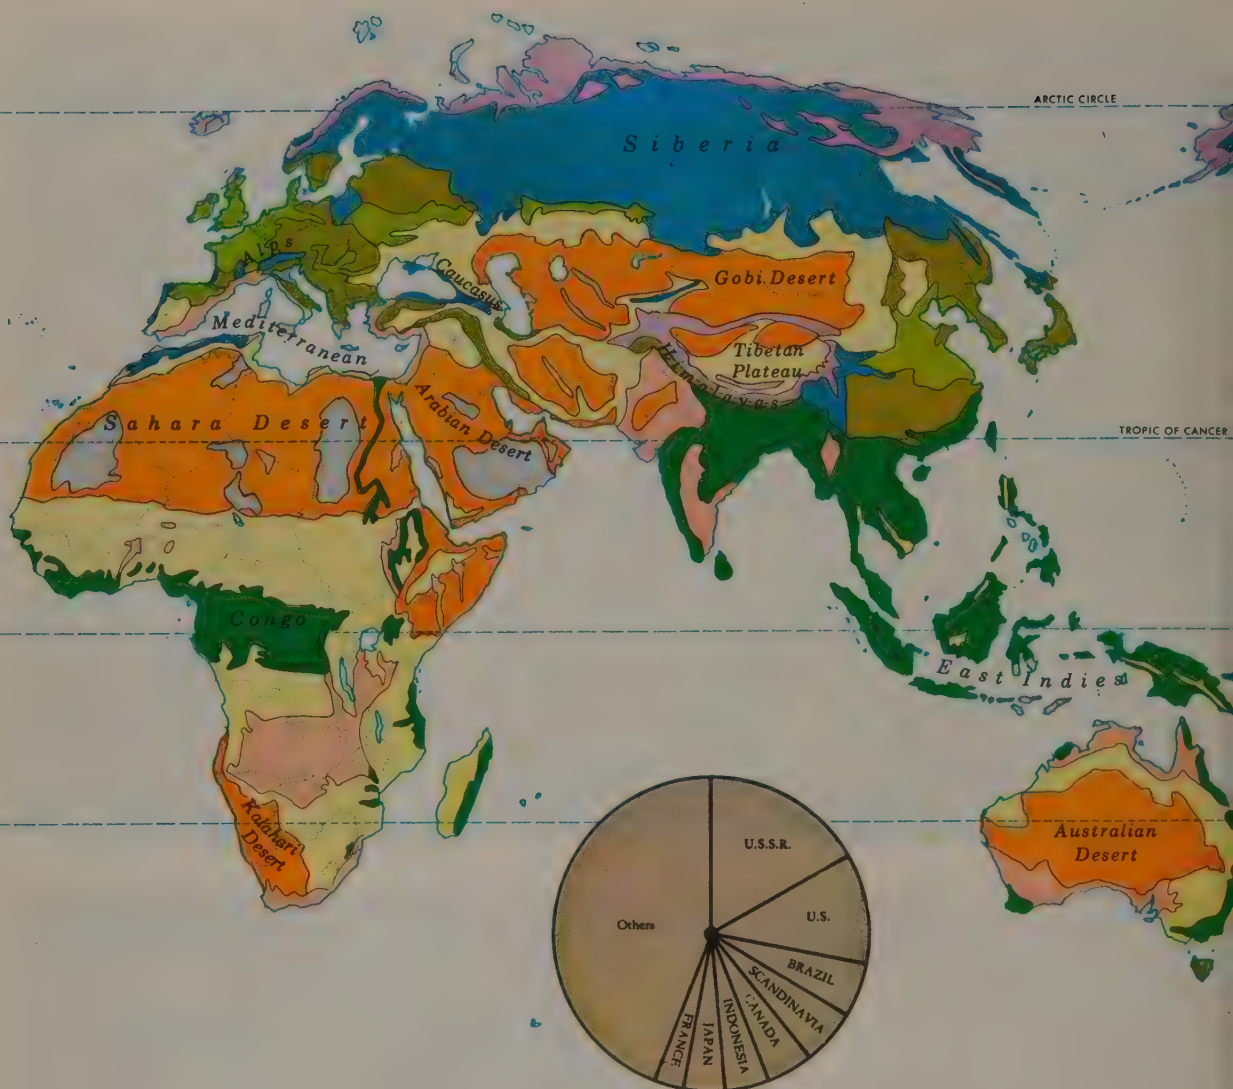 ARCTIC CIRCLE
Siberia
Alps
Caucasus
Gobi Desert
Mediterranean
Tibetan
Plateau
Himalayas
Sahara Desert
Arabian Desert
TROPIC OF CANCER
Congo
East Indies
Kalahari
Desert
Australian
Desert
U.S.S.R.
U.S.
Others
BRAZIL
SCANDINAVIA
CANADA
INDONESIA
JAPAN
FRANCE